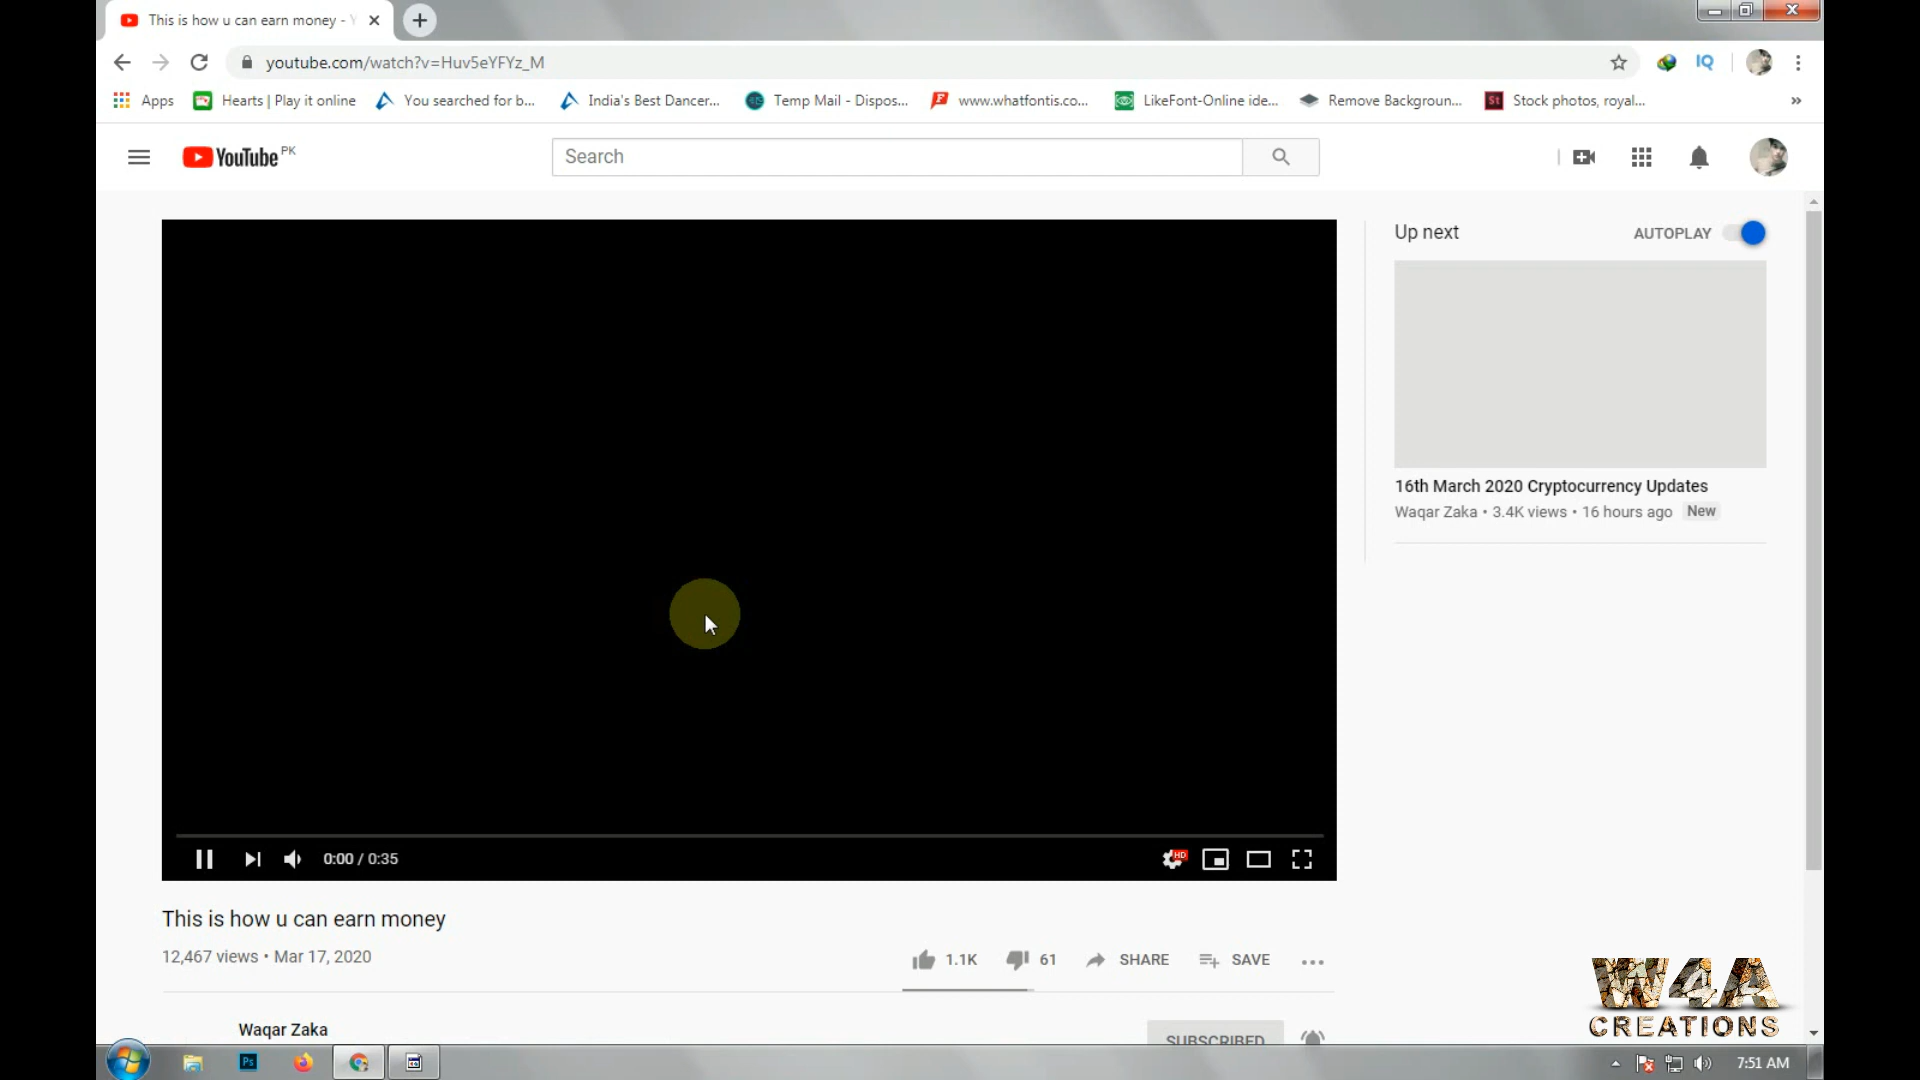 This is how u can earn money - Y
youtube.com/watch?v=Huv5eYFYz_M
IQ
Apps
Hearts | Play it online
You searched for b...
India's Best Dancer...
Temp Mail - Dispos...
www.whatfontis.co...
LikeFont-Online ide...
Remove Backgroun...
St
Stock photos, royal...
»
YouTube PK
Search
Up next
AUTOPLAY
16th March 2020 Cryptocurrency Updates
Waqar Zaka • 3.4K views • 16 hours ago New
0:00 / 0:35
HD
This is how u can earn money
12,467 views • Mar 17, 2020
1.1K
61
SHARE
SAVE
Waqar Zaka
SUBSCRIBED
W4A
CREATIONS
Ps
7:51 AM